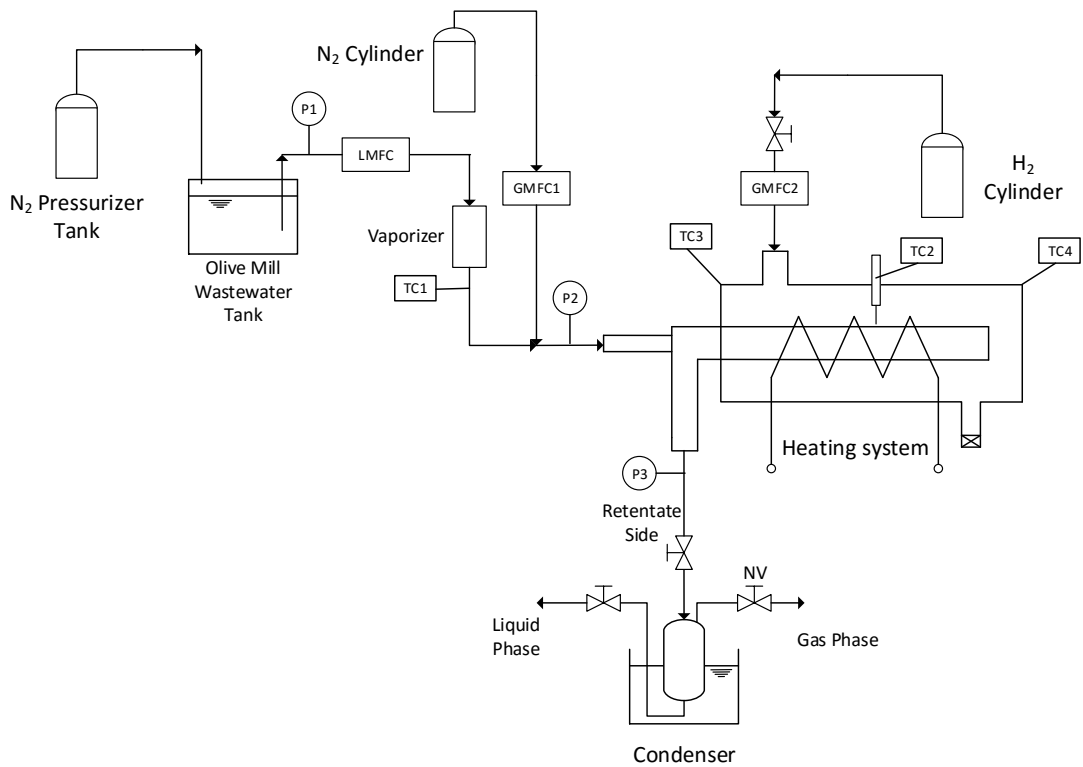 N2 Cylinder
P1
LMFC
N2 Pressurizer
Tank
GMFC1
GMFC2
H2
Cylinder
Vaporizer
Olive Mill
Wastewater
Tank
TC1
P2
TC3
TC2
TC4
Heating system
P3
Retentate
Side
NV
Liquid
Phase
Gas Phase
Condenser